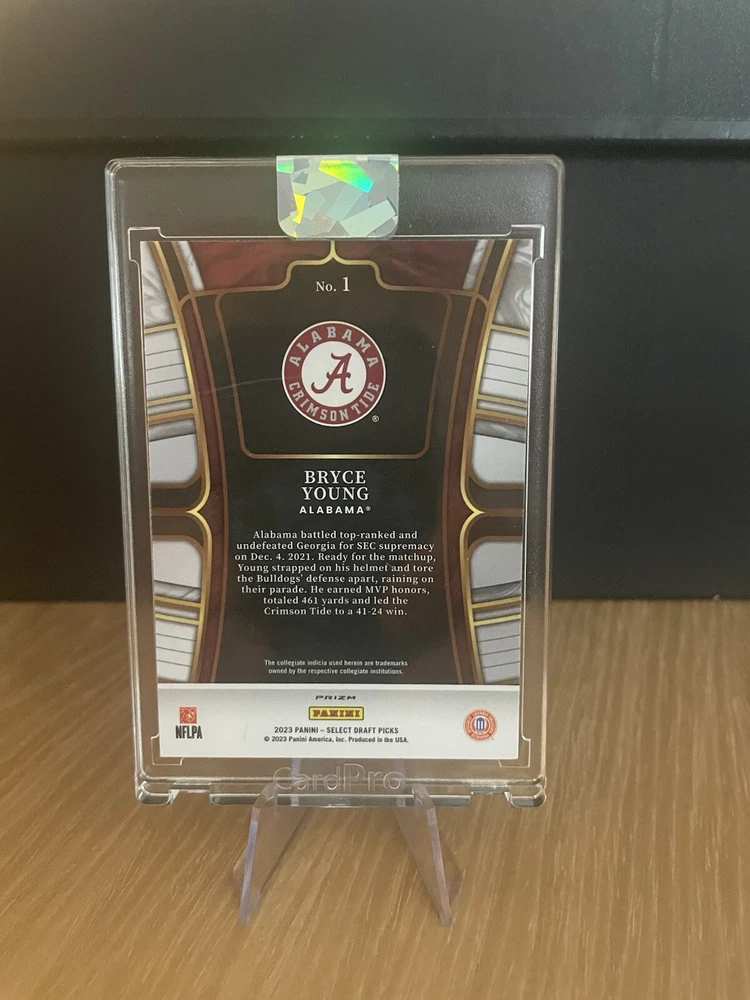 No. 1
ALABAMA
A
CRIMSON TIDE
®
BRYCE
YOUNG
ALABAMA®
Alabama battled top-ranked and
undefeated Georgia for SEC supremacy
on Dec. 4. 2021. Ready for the matchup,
Young strapped on his helmet and tore
the Bulldogs' defense apart, raining on
their parade. He earned MVP honors,
totaled 461 yards and led the
Crimson Tide to a 41-24 win.
The collegiate indicia used herein are trademarks
owned by the respective collegiate institutions.
PRIZM
PANINI
NFLPA
2023 PANINI – SELECT DRAFT PICKS
© 2023 Panini America, Inc. Produced in the USA.
CardPro